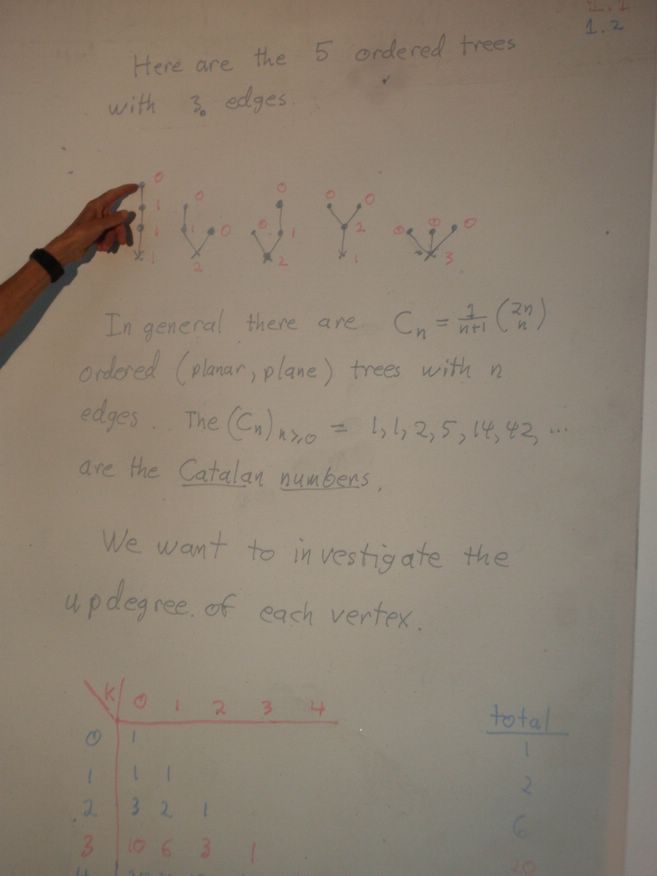 1.1
1.2
Here are the 5 ordered trees
with 3 edges.
0 0 0 0 0
1 1 0 0 1 2 0 0 0
1 2 2 1 3
1
In general there are C_n = 1/(n+1) (2n n)
ordered (planar, plane) trees with n
edges. The (C_n)_{n≥0} = 1, 1, 2, 5, 14, 42, ...
are the Catalan numbers.
We want to investigate the
updegree of each vertex.
K 0 1 2 3 4 total
0 1 1
1 1 1 2
2 3 2 1 6
3 10 6 3 1 20